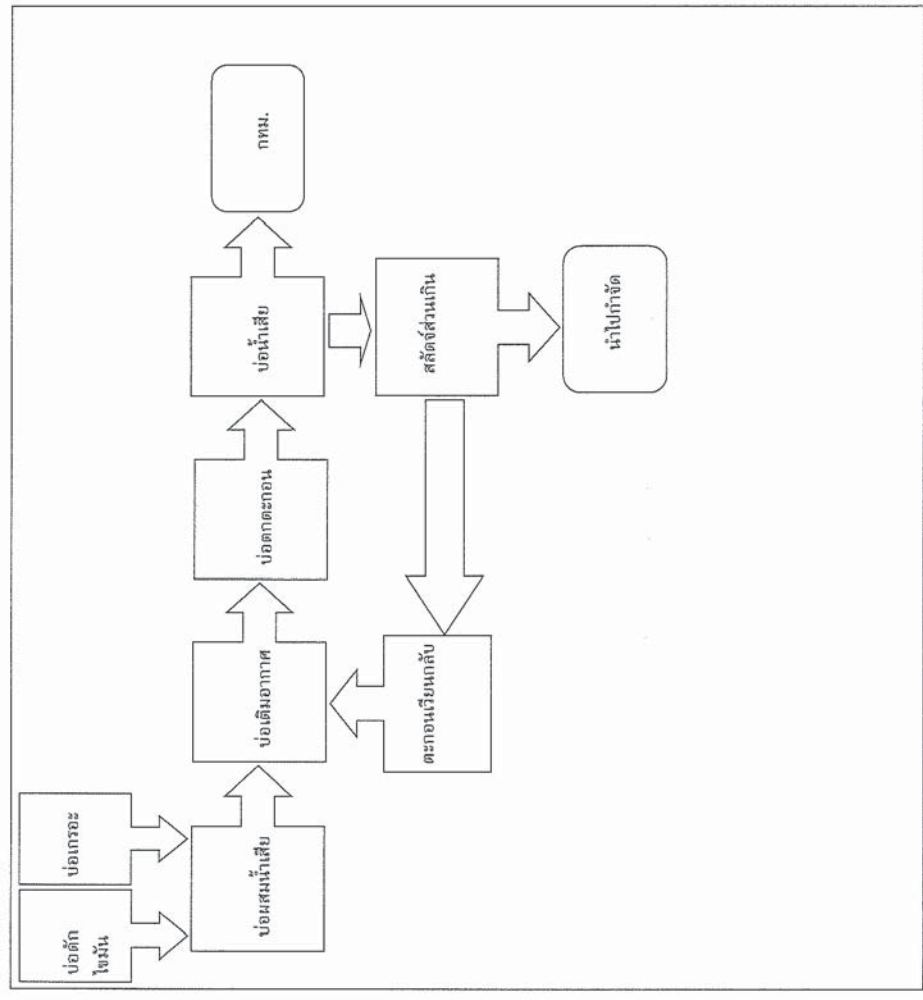 บ่อดัก
ไขมัน
บ่อเกรอะ
บ่อผสมน้ำเสีย
บ่อเติมอากาศ
บ่อตกตะกอน
บ่อน้ำเสีย
กทม.
ตะกอนเวียนกลับ
สลัดจ์ส่วนเกิน
นำไปกำจัด